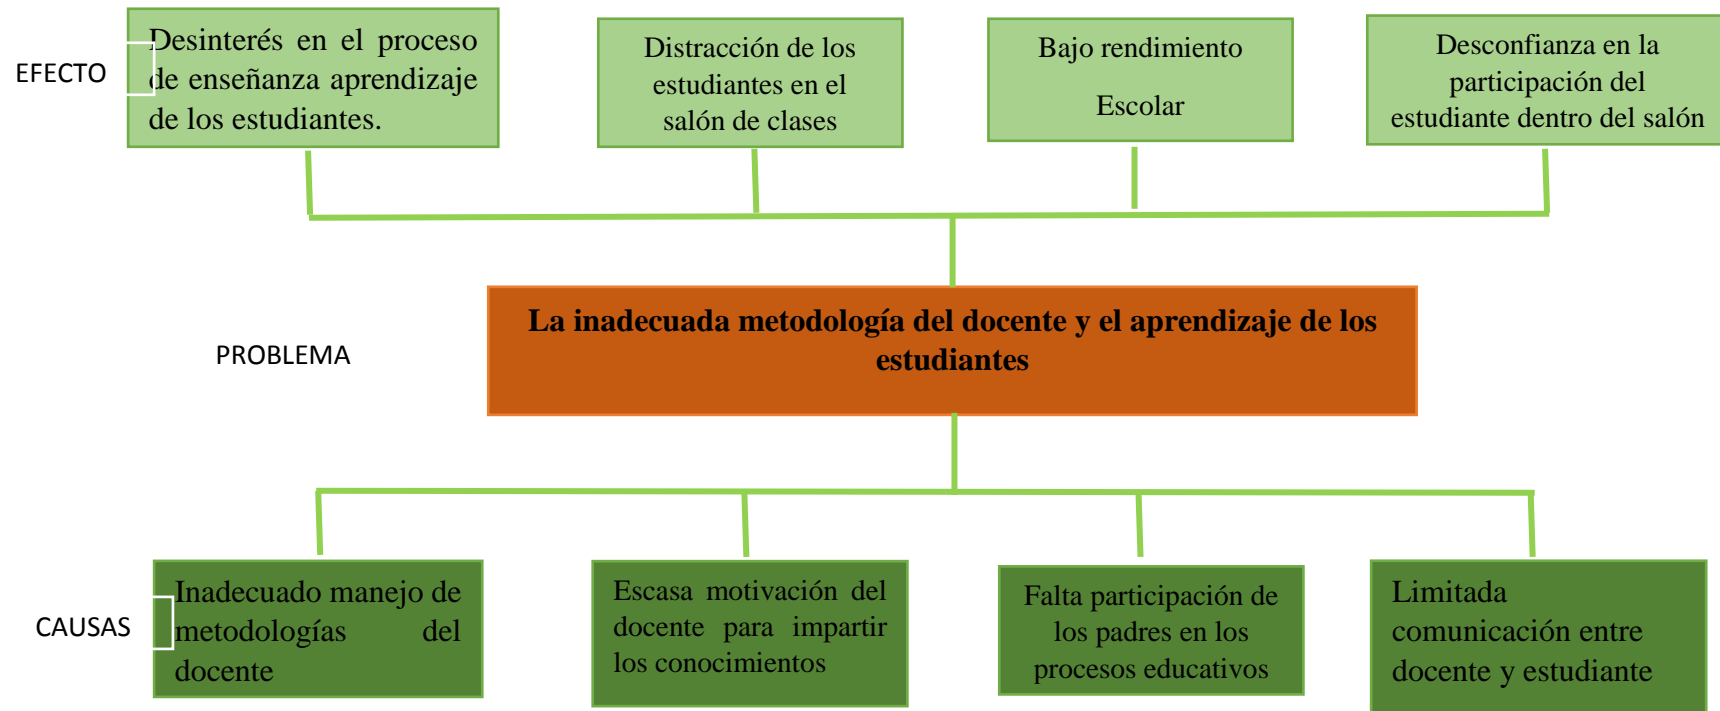 EFECTO
Desinterés en el proceso
de enseñanza aprendizaje
de los estudiantes.
Distracción de los
estudiantes en el
salón de clases
Bajo rendimiento
Escolar
Desconfianza en la
participación del
estudiante dentro del salón
PROBLEMA
La inadecuada metodología del docente y el aprendizaje de los
estudiantes
CAUSAS
Inadecuado manejo de
metodologías del
docente
Escasa motivación del
docente para impartir
los conocimientos
Falta participación de
los padres en los
procesos educativos
Limitada
comunicación entre
docente y estudiante